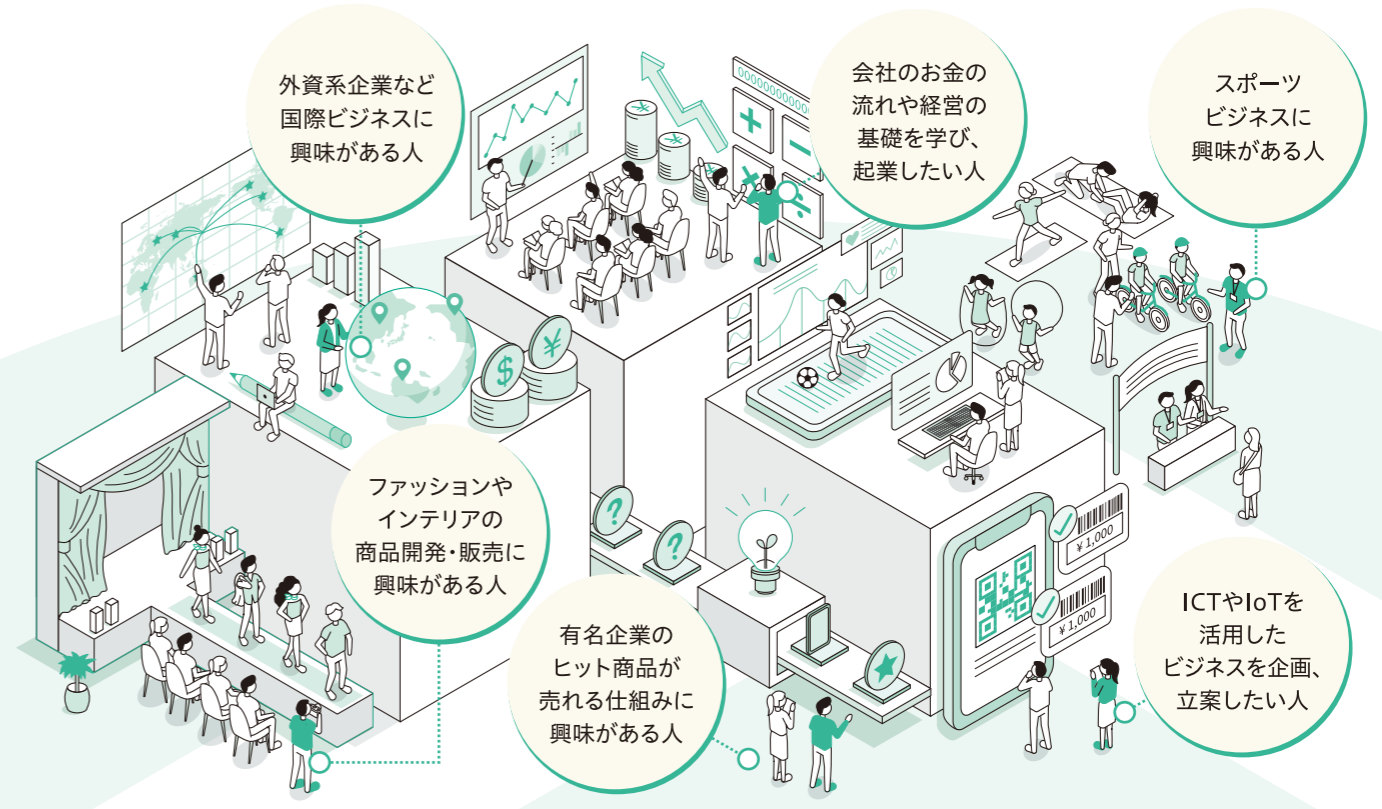 外資系企業など
国際ビジネスに
興味がある人
会社のお金の
流れや経営の
基礎を学び、
起業したい人
スポーツ
ビジネスに
興味がある人
0000000000000
+
−
×
÷
$
¥
ファッションや
インテリアの
商品開発・販売に
興味がある人
?
?
有名企業の
ヒット商品が
売れる仕組みに
興味がある人
¥ 1,000
¥ 1,000
ICTやIoTを
活用した
ビジネスを企画、
立案したい人